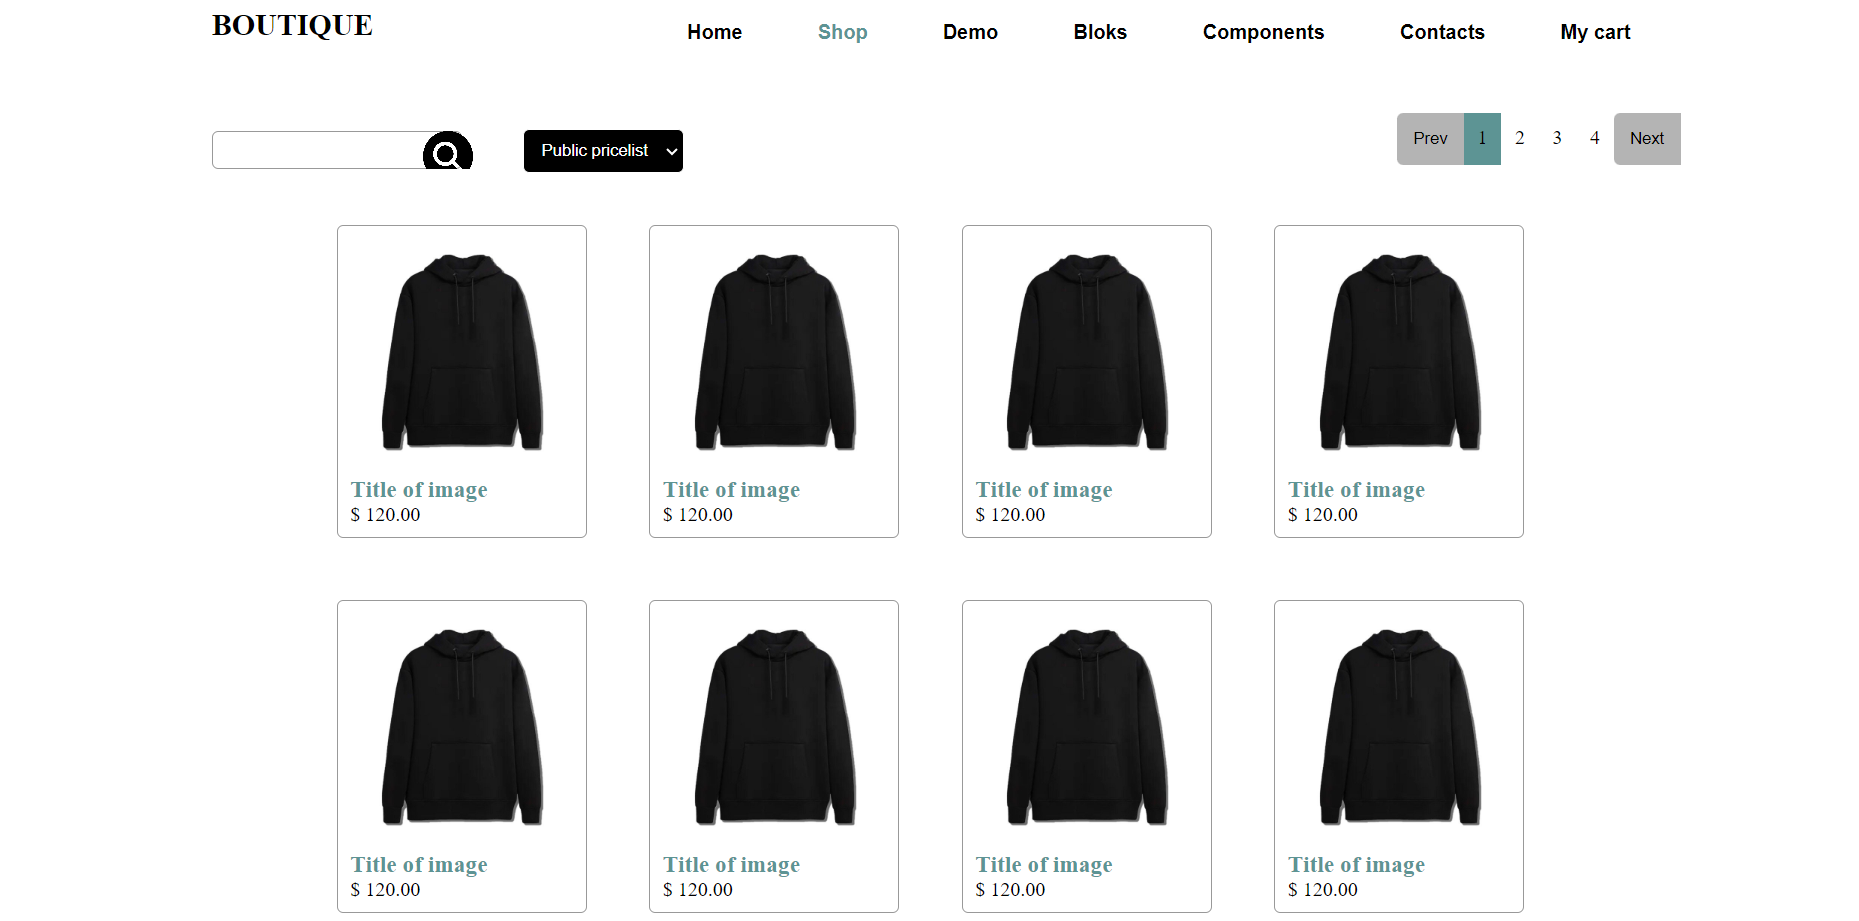 BOUTIQUE
Home Shop Demo Bloks Components Contacts My cart
Public pricelist
Prev 1 2 3 4 Next
Title of image Title of image Title of image Title of image
$ 120.00 $ 120.00 $ 120.00 $ 120.00
Title of image Title of image Title of image Title of image
$ 120.00 $ 120.00 $ 120.00 $ 120.00